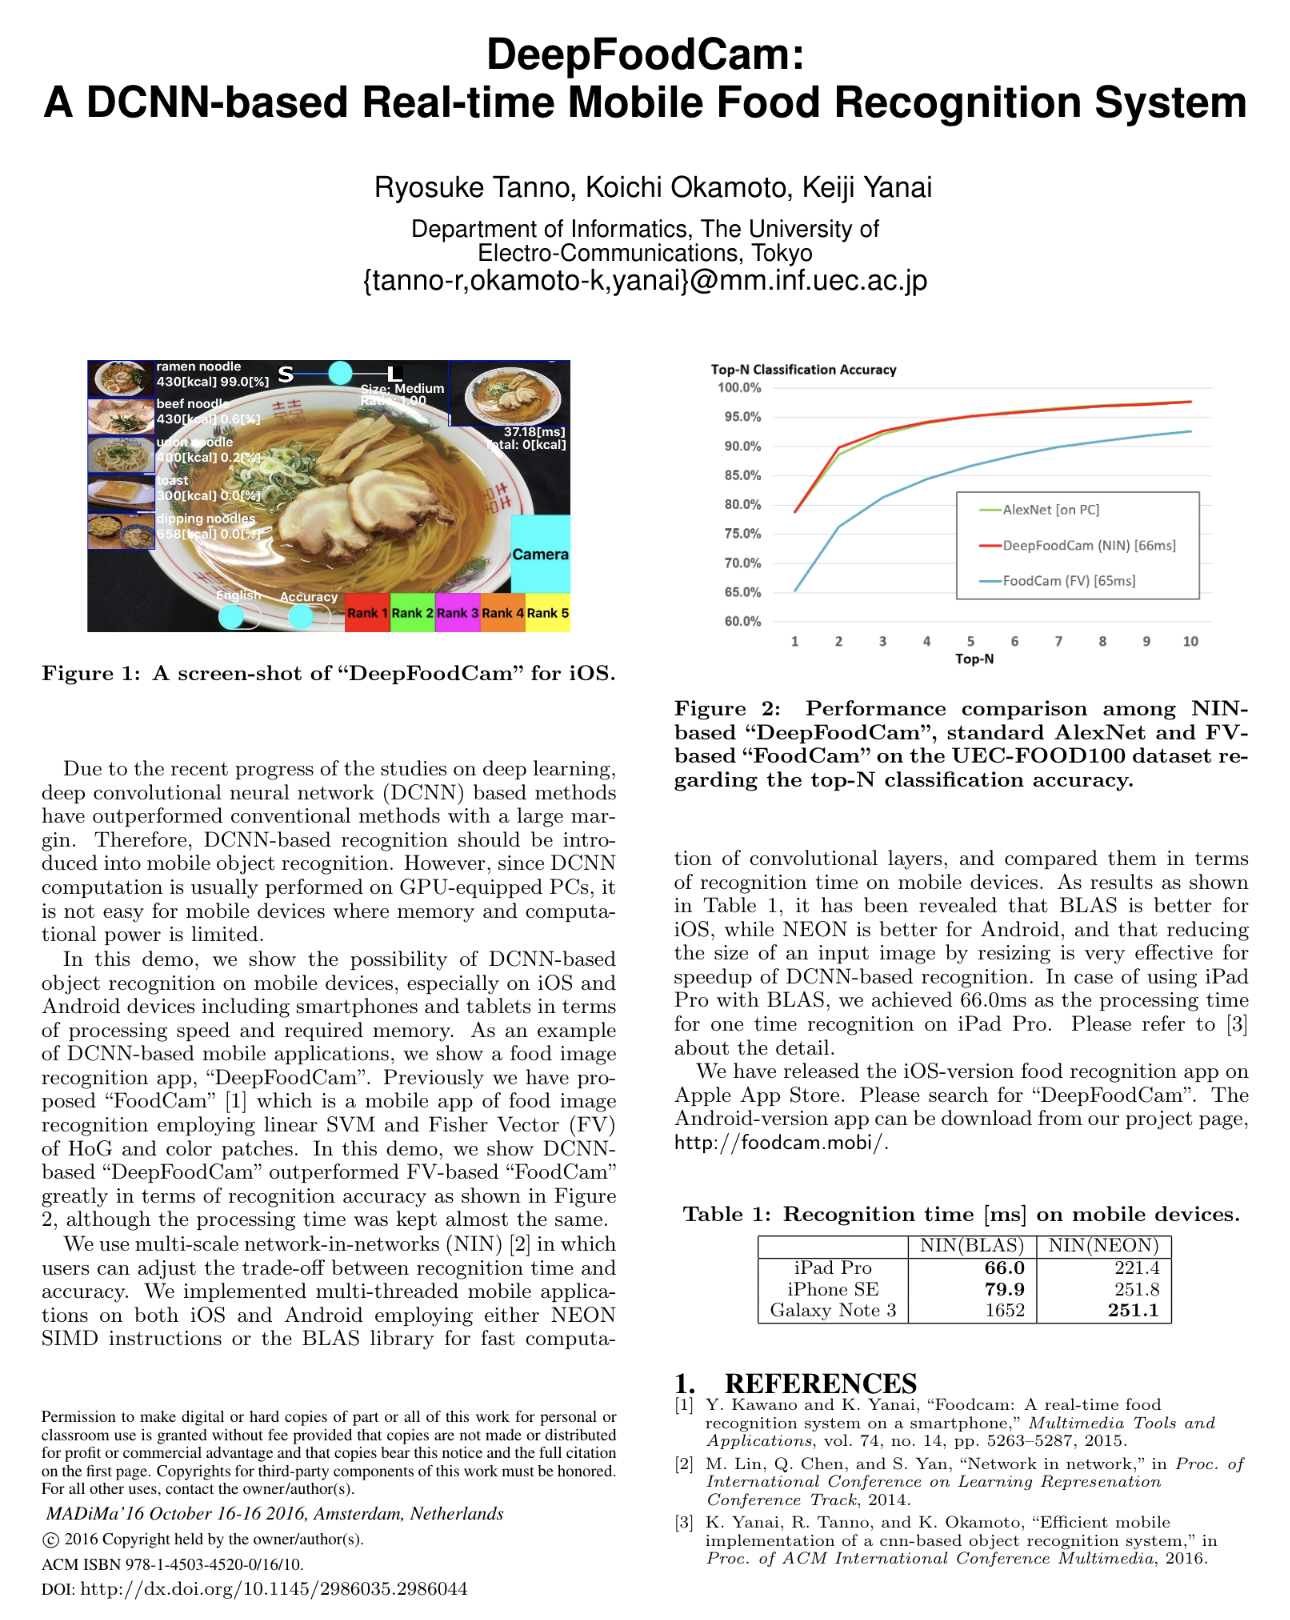 DeepFoodCam:
A DCNN-based Real-time Mobile Food Recognition System
Ryosuke Tanno, Koichi Okamoto, Keiji Yanai
Department of Informatics, The University of
Electro-Communications, Tokyo
{tanno-r,okamoto-k,yanai}@mm.inf.uec.ac.jp
ramen noodle
430[kcal] 99.0[%]
beef noodle
430[kcal] 0.6[%]
udon noodle
400[kcal] 0.2[%]
toast
300[kcal] 0.0[%]
dipping noodles
658[kcal] 0.0[%]
S L
Size: Medium
Ratio: 1.00
37.18[ms]
Total: 0[kcal]
Camera
English Accuracy
Rank 1 Rank 2 Rank 3 Rank 4 Rank 5
Figure 1: A screen-shot of “DeepFoodCam” for iOS.
Due to the recent progress of the studies on deep learning,
deep convolutional neural network (DCNN) based methods
have outperformed conventional methods with a large mar-
gin. Therefore, DCNN-based recognition should be intro-
duced into mobile object recognition. However, since DCNN
computation is usually performed on GPU-equipped PCs, it
is not easy for mobile devices where memory and computa-
tional power is limited.
In this demo, we show the possibility of DCNN-based
object recognition on mobile devices, especially on iOS and
Android devices including smartphones and tablets in terms
of processing speed and required memory. As an example
of DCNN-based mobile applications, we show a food image
recognition app, “DeepFoodCam”. Previously we have pro-
posed “FoodCam” [1] which is a mobile app of food image
recognition employing linear SVM and Fisher Vector (FV)
of HoG and color patches. In this demo, we show DCNN-
based “DeepFoodCam” outperformed FV-based “FoodCam”
greatly in terms of recognition accuracy as shown in Figure
2, although the processing time was kept almost the same.
We use multi-scale network-in-networks (NIN) [2] in which
users can adjust the trade-off between recognition time and
accuracy. We implemented multi-threaded mobile applica-
tions on both iOS and Android employing either NEON
SIMD instructions or the BLAS library for fast computa-
Permission to make digital or hard copies of part or all of this work for personal or
classroom use is granted without fee provided that copies are not made or distributed
for profit or commercial advantage and that copies bear this notice and the full citation
on the first page. Copyrights for third-party components of this work must be honored.
For all other uses, contact the owner/author(s).
MADiMa’16 October 16-16 2016, Amsterdam, Netherlands
© 2016 Copyright held by the owner/author(s).
ACM ISBN 978-1-4503-4520-0/16/10.
DOI: http://dx.doi.org/10.1145/2986035.2986044
Top-N Classification Accuracy
100.0%
95.0%
90.0%
85.0%
80.0%
75.0%
70.0%
65.0%
60.0%
AlexNet [on PC]
DeepFoodCam (NIN) [66ms]
FoodCam (FV) [65ms]
1 2 3 4 5 6 7 8 9 10
Top-N
Figure 2: Performance comparison among NIN-
based “DeepFoodCam”, standard AlexNet and FV-
based “FoodCam” on the UEC-FOOD100 dataset re-
garding the top-N classification accuracy.
tion of convolutional layers, and compared them in terms
of recognition time on mobile devices. As results as shown
in Table 1, it has been revealed that BLAS is better for
iOS, while NEON is better for Android, and that reducing
the size of an input image by resizing is very effective for
speedup of DCNN-based recognition. In case of using iPad
Pro with BLAS, we achieved 66.0ms as the processing time
for one time recognition on iPad Pro. Please refer to [3]
about the detail.
We have released the iOS-version food recognition app on
Apple App Store. Please search for “DeepFoodCam”. The
Android-version app can be download from our project page,
http://foodcam.mobi/.
Table 1: Recognition time [ms] on mobile devices.
NIN(BLAS) NIN(NEON)
iPad Pro 66.0 221.4
iPhone SE 79.9 251.8
Galaxy Note 3 1652 251.1
1. REFERENCES
[1] Y. Kawano and K. Yanai, “Foodcam: A real-time food
recognition system on a smartphone,” Multimedia Tools and
Applications, vol. 74, no. 14, pp. 5263–5287, 2015.
[2] M. Lin, Q. Chen, and S. Yan, “Network in network,” in Proc. of
International Conference on Learning Represenation
Conference Track, 2014.
[3] K. Yanai, R. Tanno, and K. Okamoto, “Efficient mobile
implementation of a cnn-based object recognition system,” in
Proc. of ACM International Conference Multimedia, 2016.